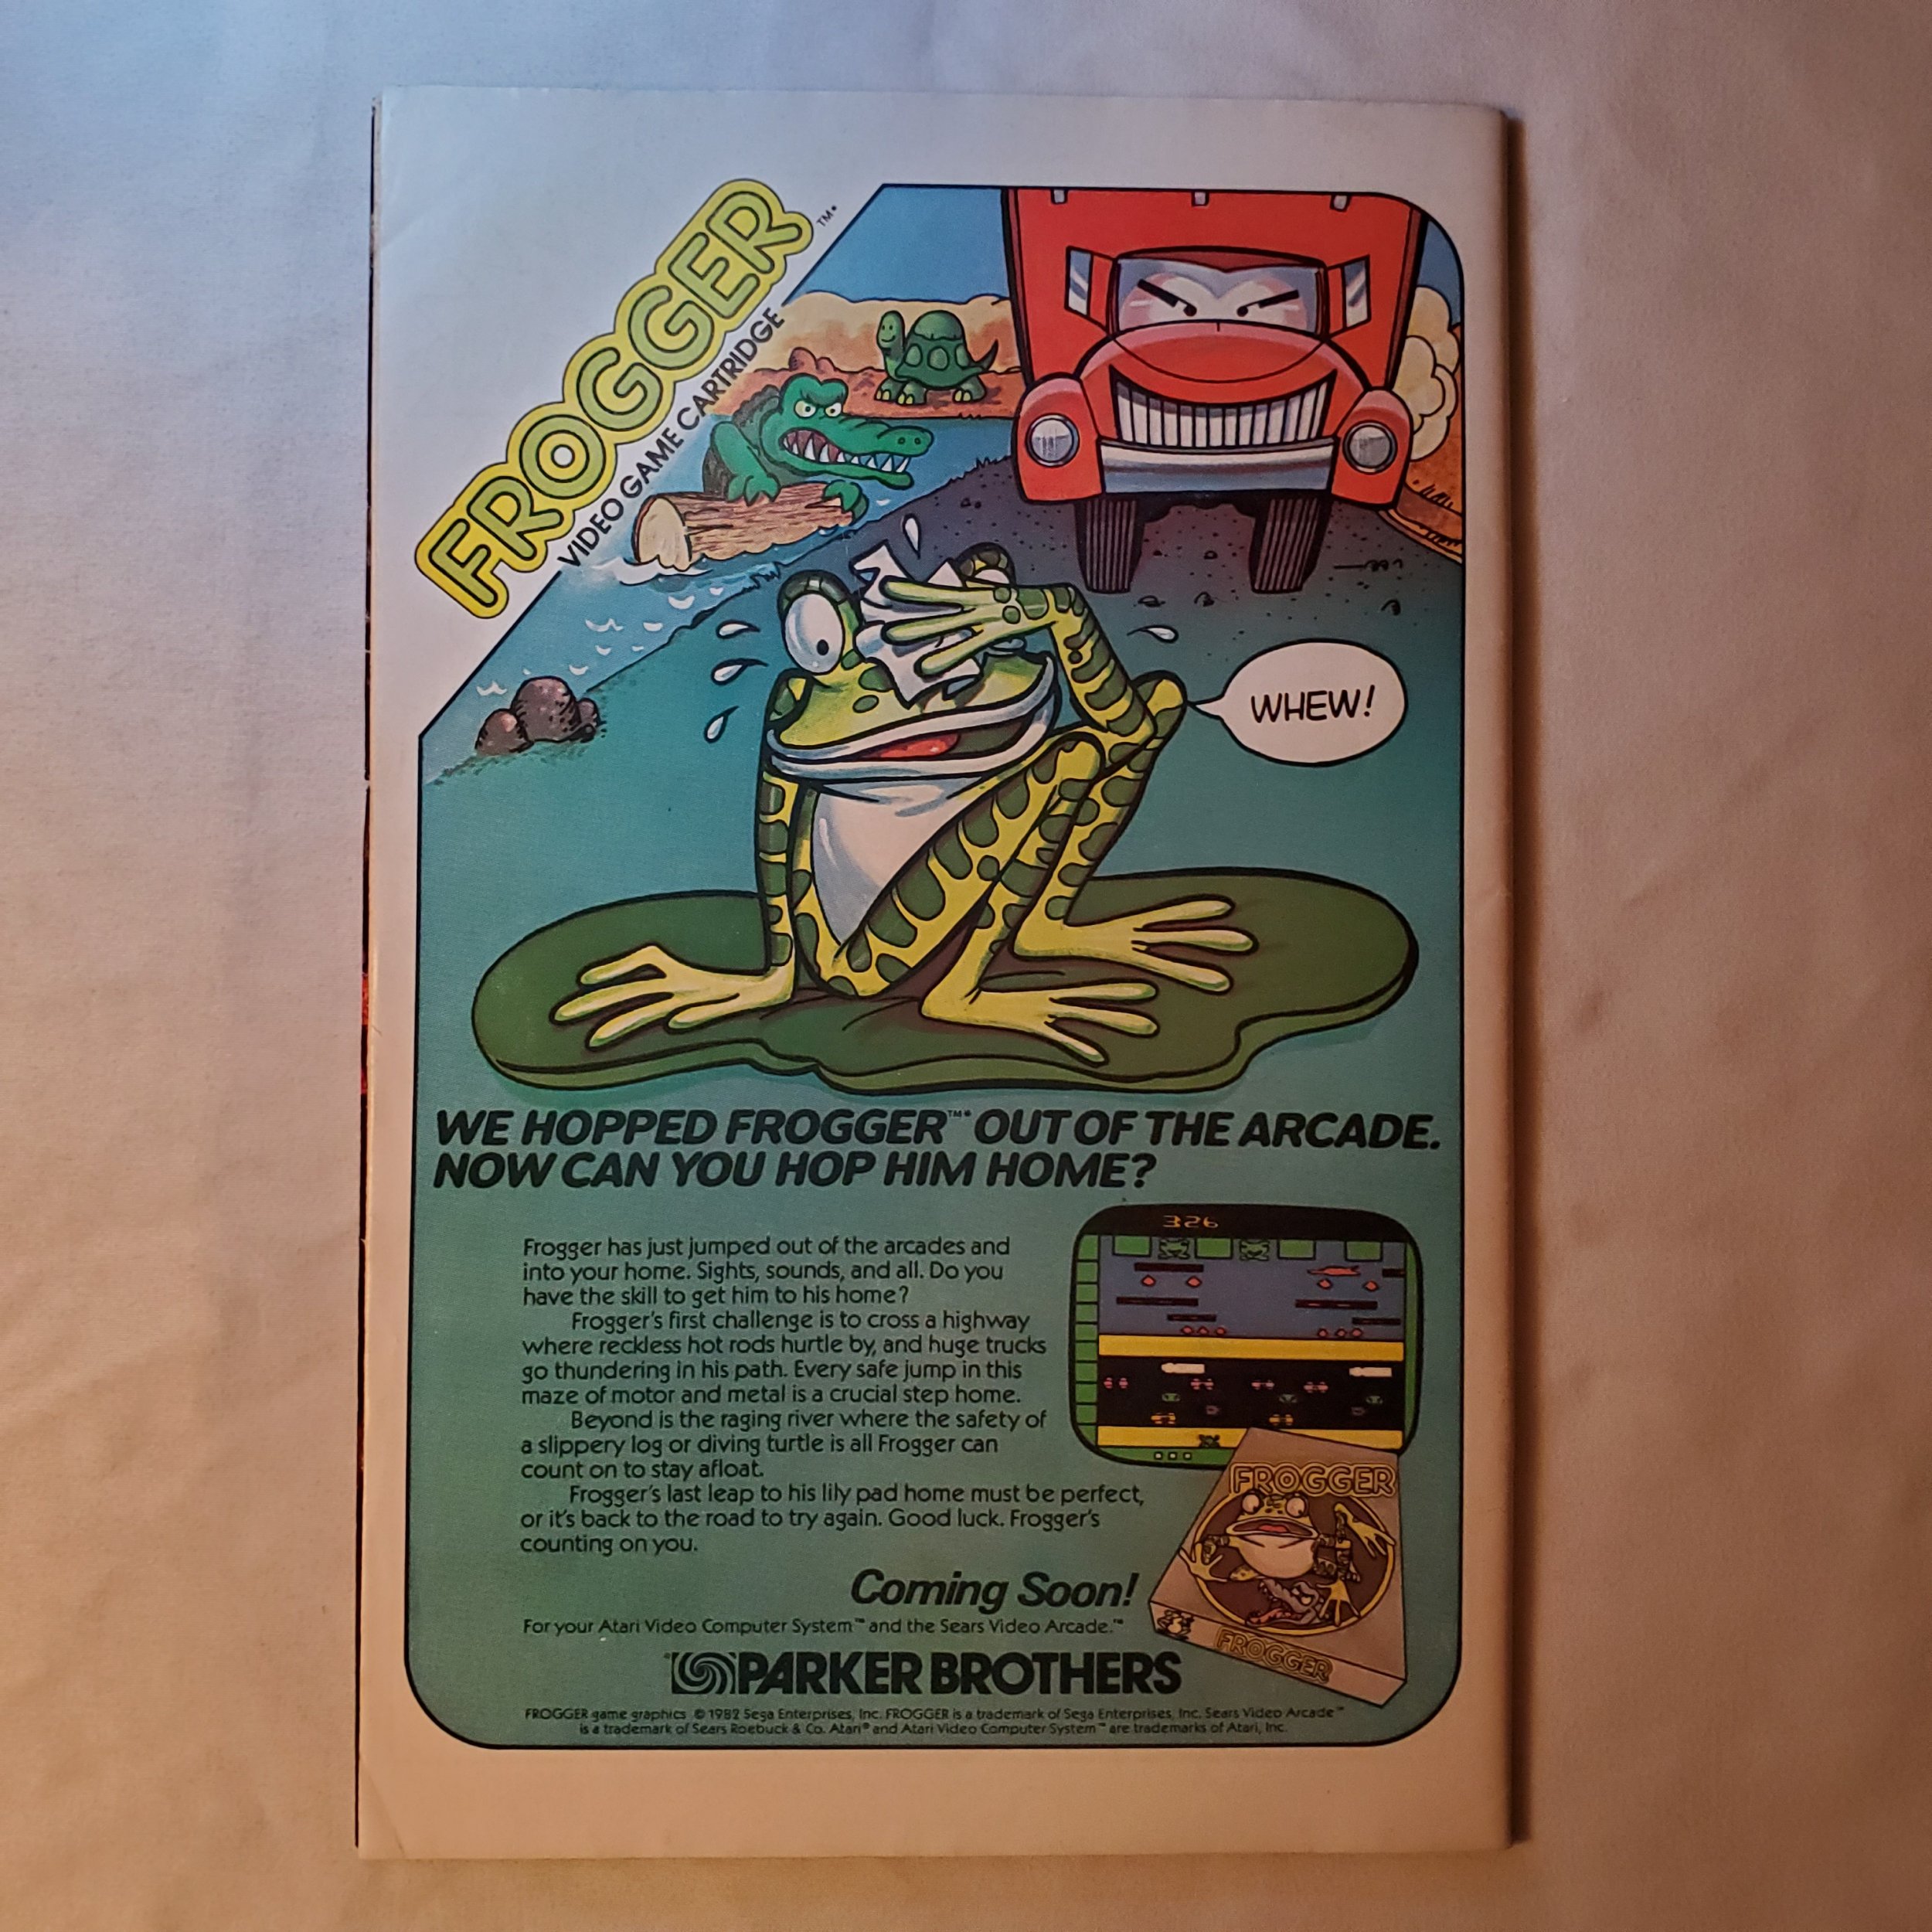 FROGGER™•
VIDEO GAME CARTRIDGE
WHEW!
WE HOPPED FROGGER™• OUT OF THE ARCADE.
NOW CAN YOU HOP HIM HOME?
326
Frogger has just jumped out of the arcades and
into your home. Sights, sounds, and all. Do you
have the skill to get him to his home?
Frogger's first challenge is to cross a highway
where reckless hot rods hurtle by, and huge trucks
go thundering in his path. Every safe jump in this
maze of motor and metal is a crucial step home.
Beyond is the raging river where the safety of
a slippery log or diving turtle is all Frogger can
count on to stay afloat.
Frogger's last leap to his lily pad home must be perfect,
or it's back to the road to try again. Good luck. Frogger's
counting on you.
FROGGER
FROGGER
Coming Soon!
For your Atari Video Computer System™ and the Sears Video Arcade.™
PARKER BROTHERS
FROGGER game graphics © 1982 Sega Enterprises, Inc. FROGGER is a trademark of Sega Enterprises, Inc. Sears Video Arcade™
is a trademark of Sears Roebuck & Co. Atari® and Atari Video Computer System™ are trademarks of Atari, Inc.